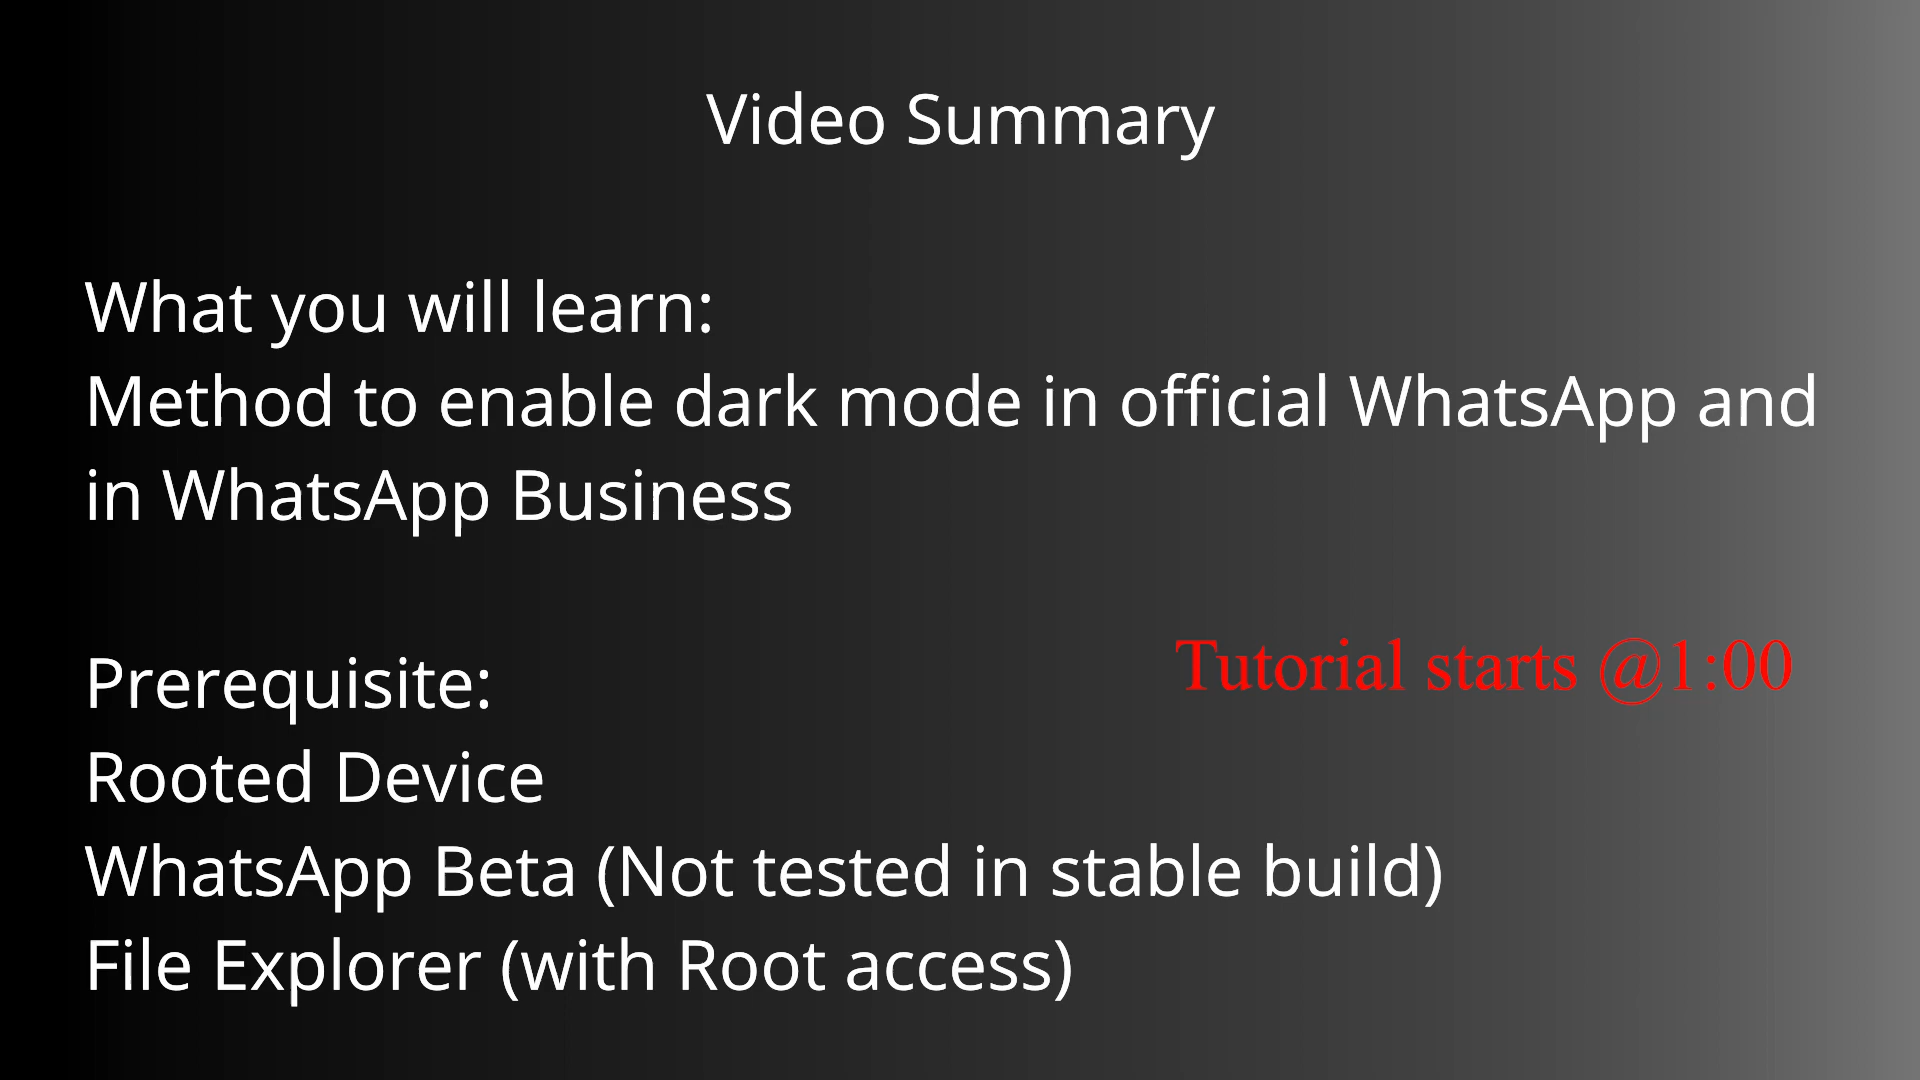 Video Summary
What you will learn:
Method to enable dark mode in official WhatsApp and
in WhatsApp Business
Tutorial starts @1:00
Prerequisite:
Rooted Device
WhatsApp Beta (Not tested in stable build)
File Explorer (with Root access)